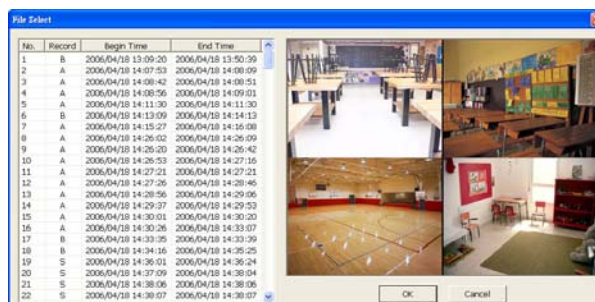 File Select
No. Record Begin Time End Time
1 B 2006/04/18 13:09:20 2006/04/18 13:50:39
2 A 2006/04/18 14:07:53 2006/04/18 14:08:09
3 A 2006/04/18 14:08:42 2006/04/18 14:08:51
4 A 2006/04/18 14:08:56 2006/04/18 14:09:01
5 A 2006/04/18 14:11:30 2006/04/18 14:11:30
6 B 2006/04/18 14:13:09 2006/04/18 14:14:13
7 A 2006/04/18 14:15:27 2006/04/18 14:16:08
8 A 2006/04/18 14:26:02 2006/04/18 14:26:09
9 A 2006/04/18 14:26:20 2006/04/18 14:26:42
10 A 2006/04/18 14:26:53 2006/04/18 14:27:16
11 A 2006/04/18 14:27:21 2006/04/18 14:27:21
12 A 2006/04/18 14:27:26 2006/04/18 14:28:46
13 A 2006/04/18 14:28:56 2006/04/18 14:29:06
14 A 2006/04/18 14:29:37 2006/04/18 14:29:53
15 A 2006/04/18 14:30:01 2006/04/18 14:30:20
16 A 2006/04/18 14:30:26 2006/04/18 14:33:07
17 B 2006/04/18 14:33:35 2006/04/18 14:33:39
18 B 2006/04/18 14:34:16 2006/04/18 14:35:25
19 S 2006/04/18 14:36:01 2006/04/18 14:36:24
20 S 2006/04/18 14:37:09 2006/04/18 14:38:04
21 S 2006/04/18 14:38:06 2006/04/18 14:38:06
22 S 2006/04/18 14:38:07 2006/04/18 14:38:07
OK Cancel